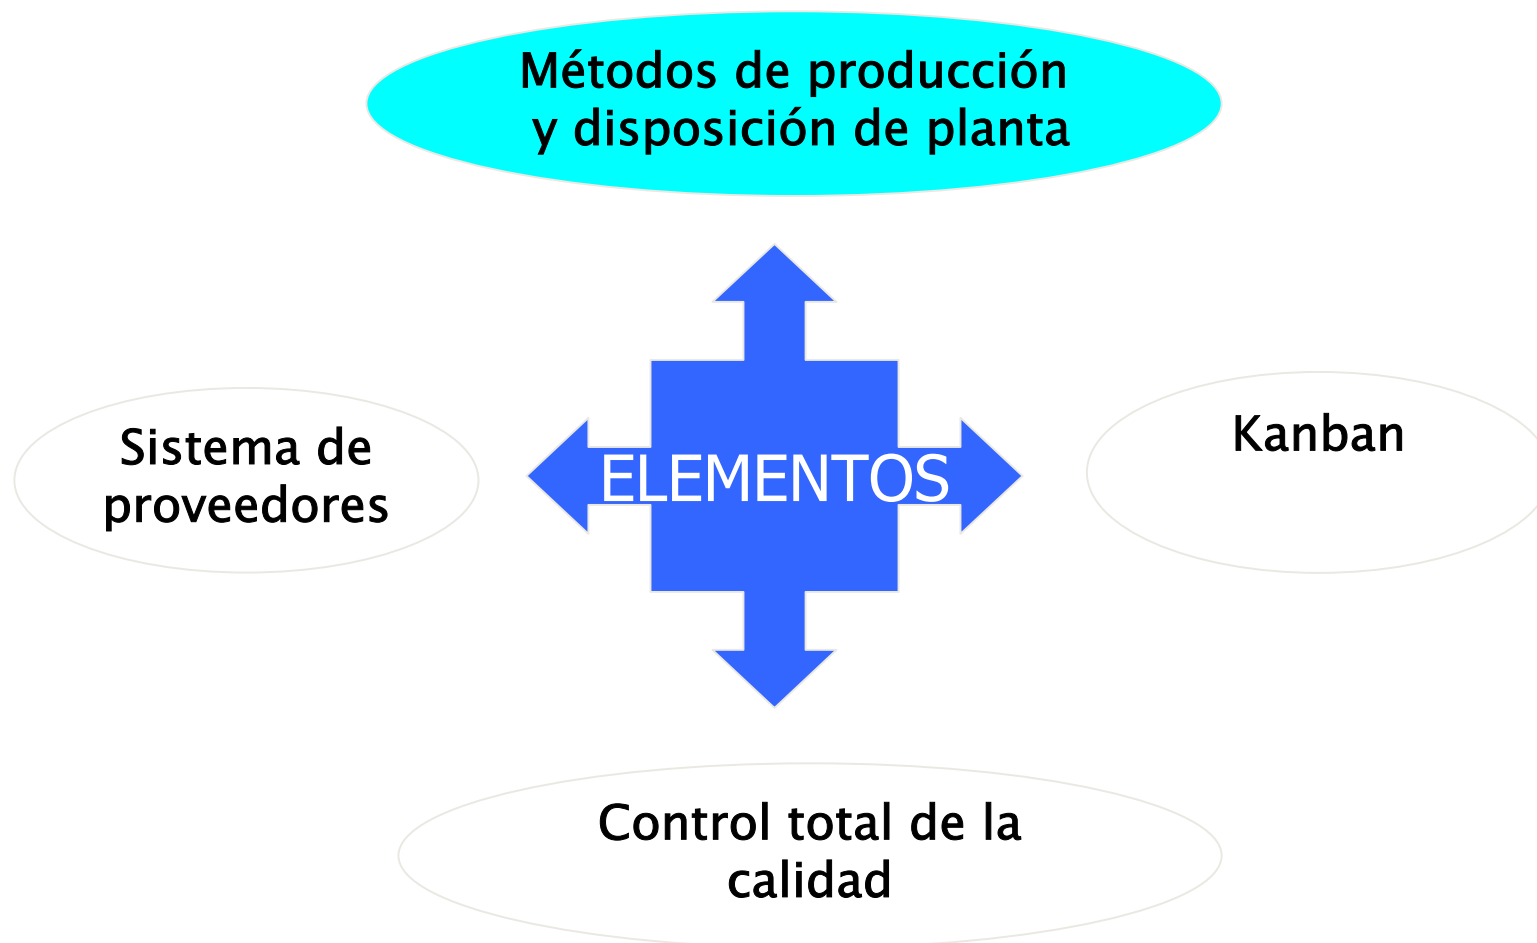 Métodos de producción
y disposición de planta
Sistema de
proveedores
ELEMENTOS
Kanban
Control total de la
calidad